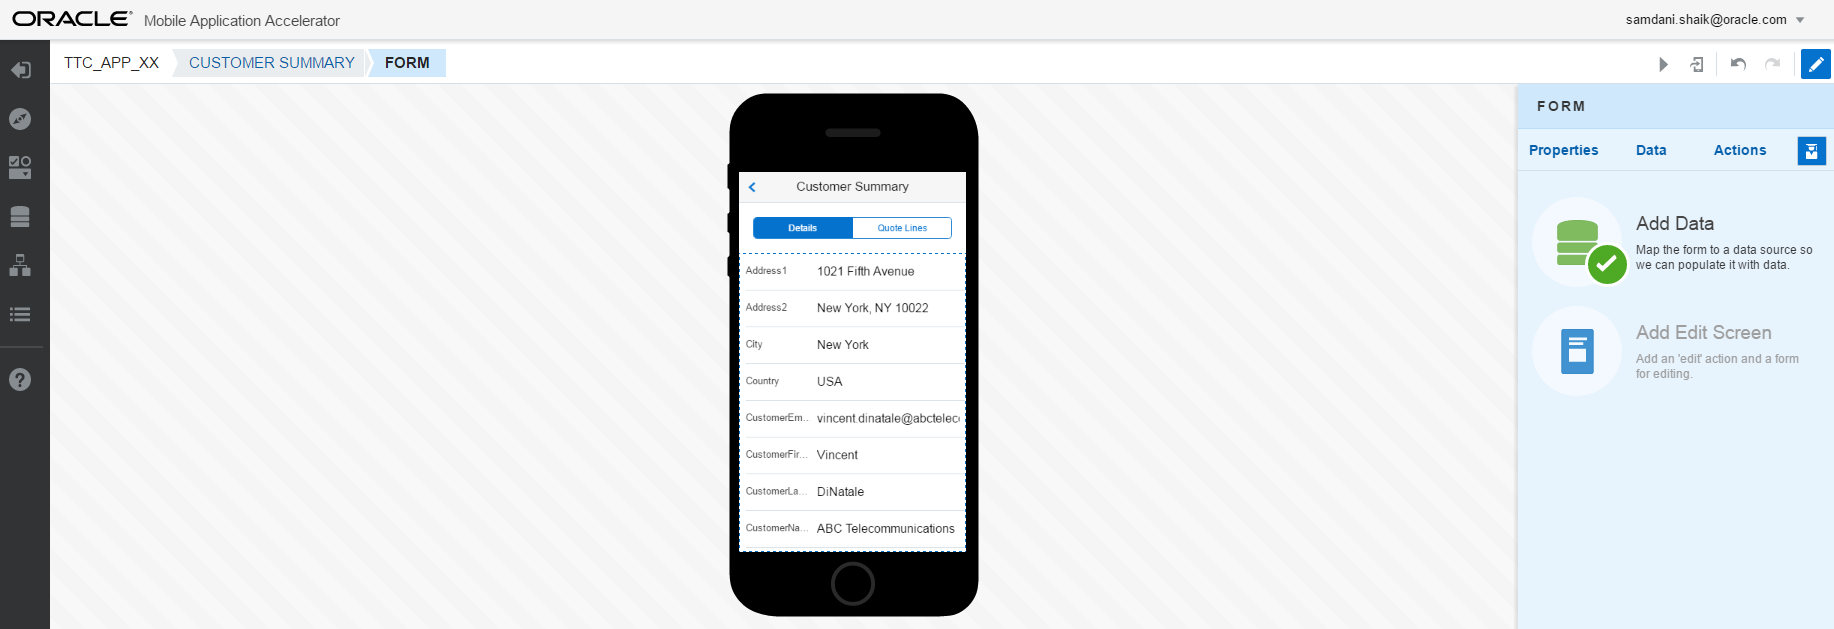 ORACLE® Mobile Application Accelerator
samdani.shaik@oracle.com
TTC_APP_XX CUSTOMER SUMMARY FORM
FORM
Properties Data Actions
Add Data
Map the form to a data source so
we can populate it with data.
Add Edit Screen
Add an 'edit' action and a form
for editing.
Customer Summary
Details Quote Lines
Address1 1021 Fifth Avenue
Address2 New York, NY 10022
City New York
Country USA
CustomerEm... vincent.dinatale@abctelec
CustomerFir... Vincent
CustomerLa... DiNatale
CustomerNa... ABC Telecommunications
?